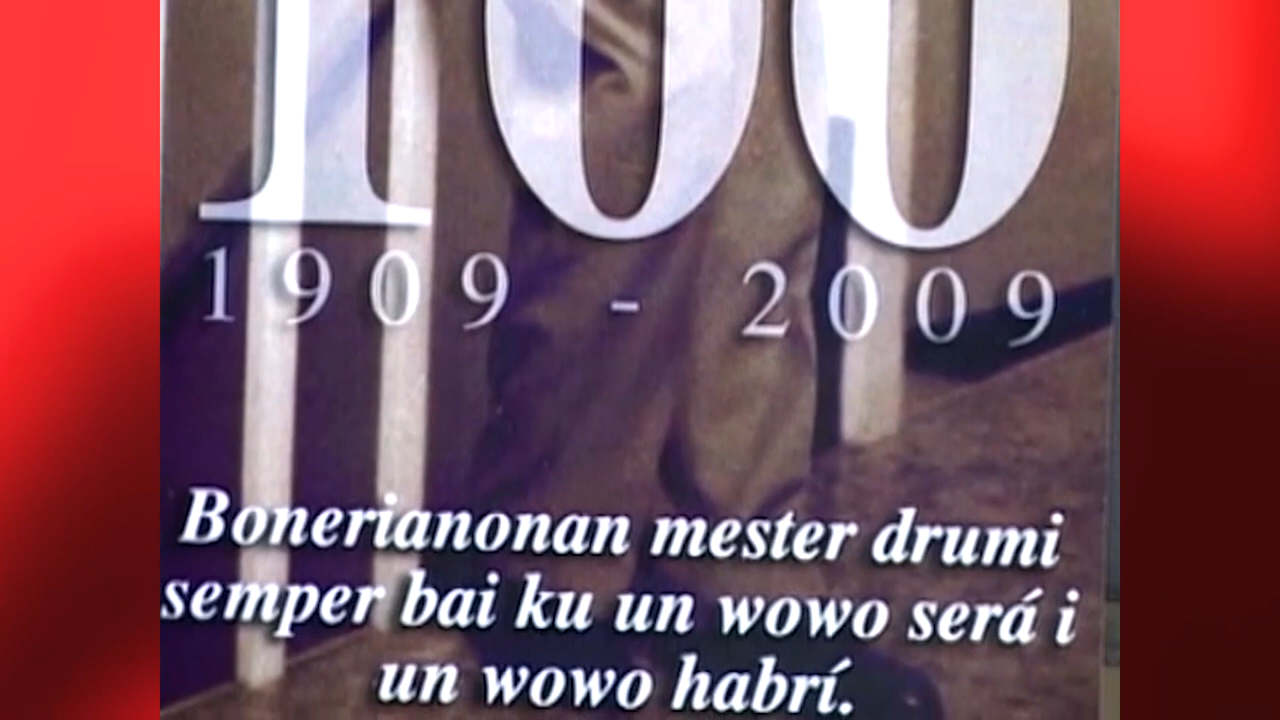 100
1909 - 2009
Bonerianonan mester drumi
semper bai ku un wowo será i
un wowo habrí.